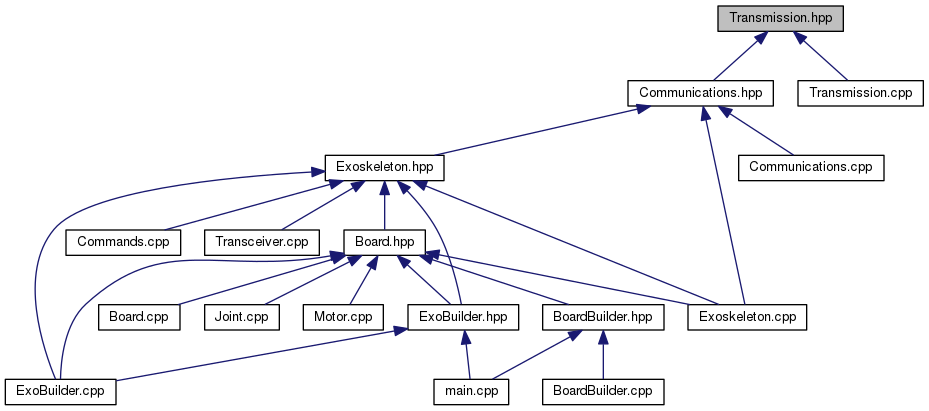 Transmission.hpp
Communications.hpp
Transmission.cpp
Exoskeleton.hpp
Communications.cpp
Commands.cpp
Transceiver.cpp
Board.hpp
Board.cpp
Joint.cpp
Motor.cpp
ExoBuilder.hpp
BoardBuilder.hpp
Exoskeleton.cpp
ExoBuilder.cpp
main.cpp
BoardBuilder.cpp